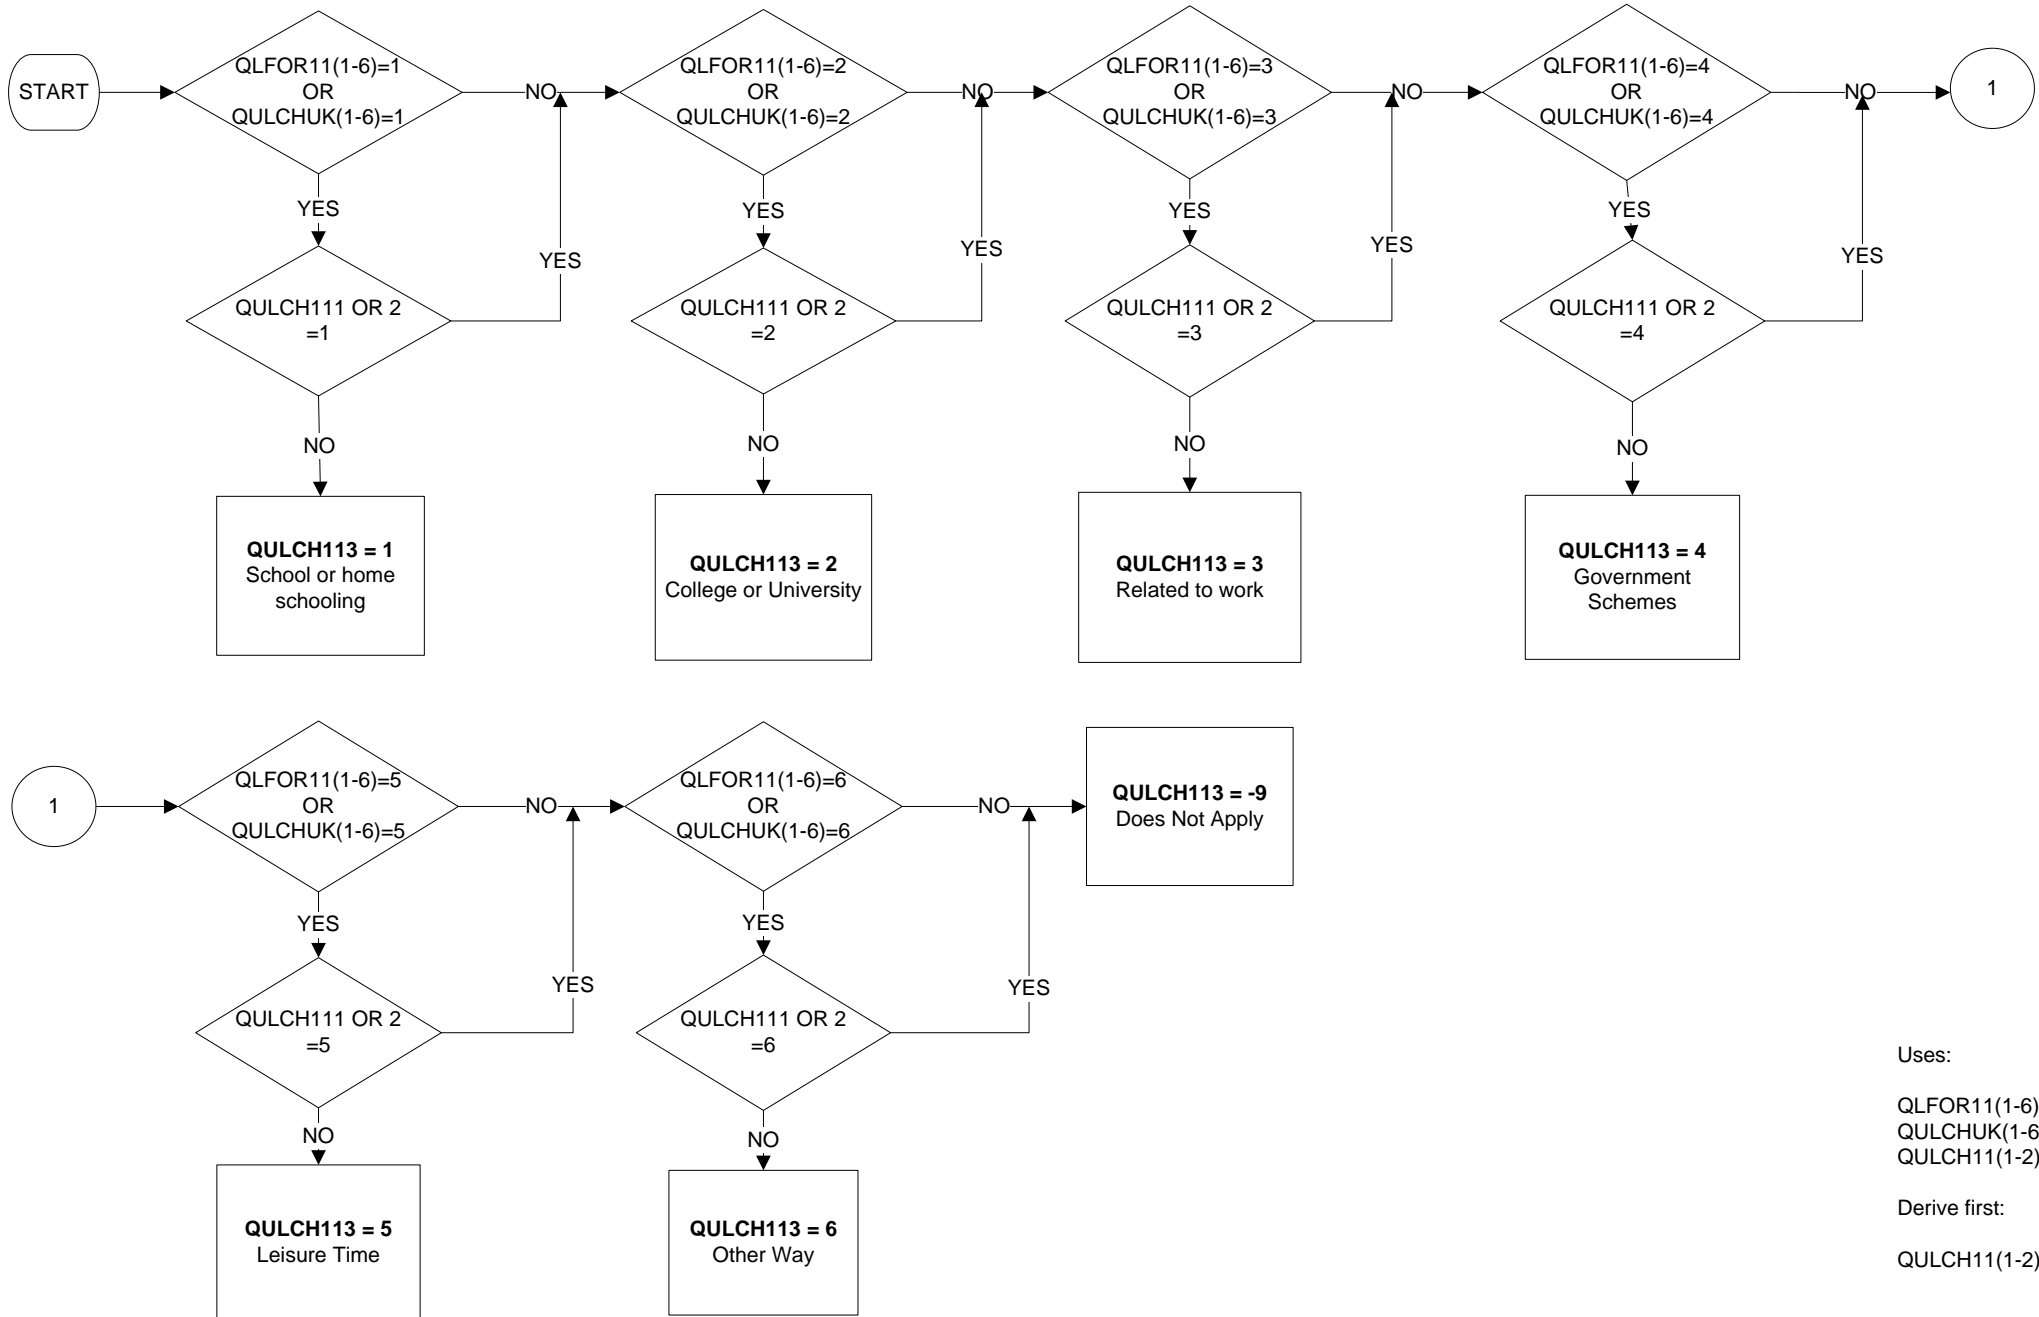 START
QLFOR11(1-6)=1
OR
QULCHUK(1-6)=1
NO
QLFOR11(1-6)=2
OR
QULCHUK(1-6)=2
NO
QLFOR11(1-6)=3
OR
QULCHUK(1-6)=3
NO
QLFOR11(1-6)=4
OR
QULCHUK(1-6)=4
NO
1
YES
YES
YES
YES
YES
YES
YES
YES
QULCH111 OR 2
=1
QULCH111 OR 2
=2
QULCH111 OR 2
=3
QULCH111 OR 2
=4
NO
NO
NO
NO
QULCH113 = 1
School or home
schooling
QULCH113 = 2
College or University
QULCH113 = 3
Related to work
QULCH113 = 4
Government
Schemes
1
QLFOR11(1-6)=5
OR
QULCHUK(1-6)=5
NO
QLFOR11(1-6)=6
OR
QULCHUK(1-6)=6
NO
QULCH113 = -9
Does Not Apply
YES
YES
YES
YES
QULCH111 OR 2
=5
QULCH111 OR 2
=6
NO
NO
QULCH113 = 5
Leisure Time
QULCH113 = 6
Other Way
Uses:
QLFOR11(1-6)
QULCHUK(1-6
QULCH11(1-2)
Derive first:
QULCH11(1-2)